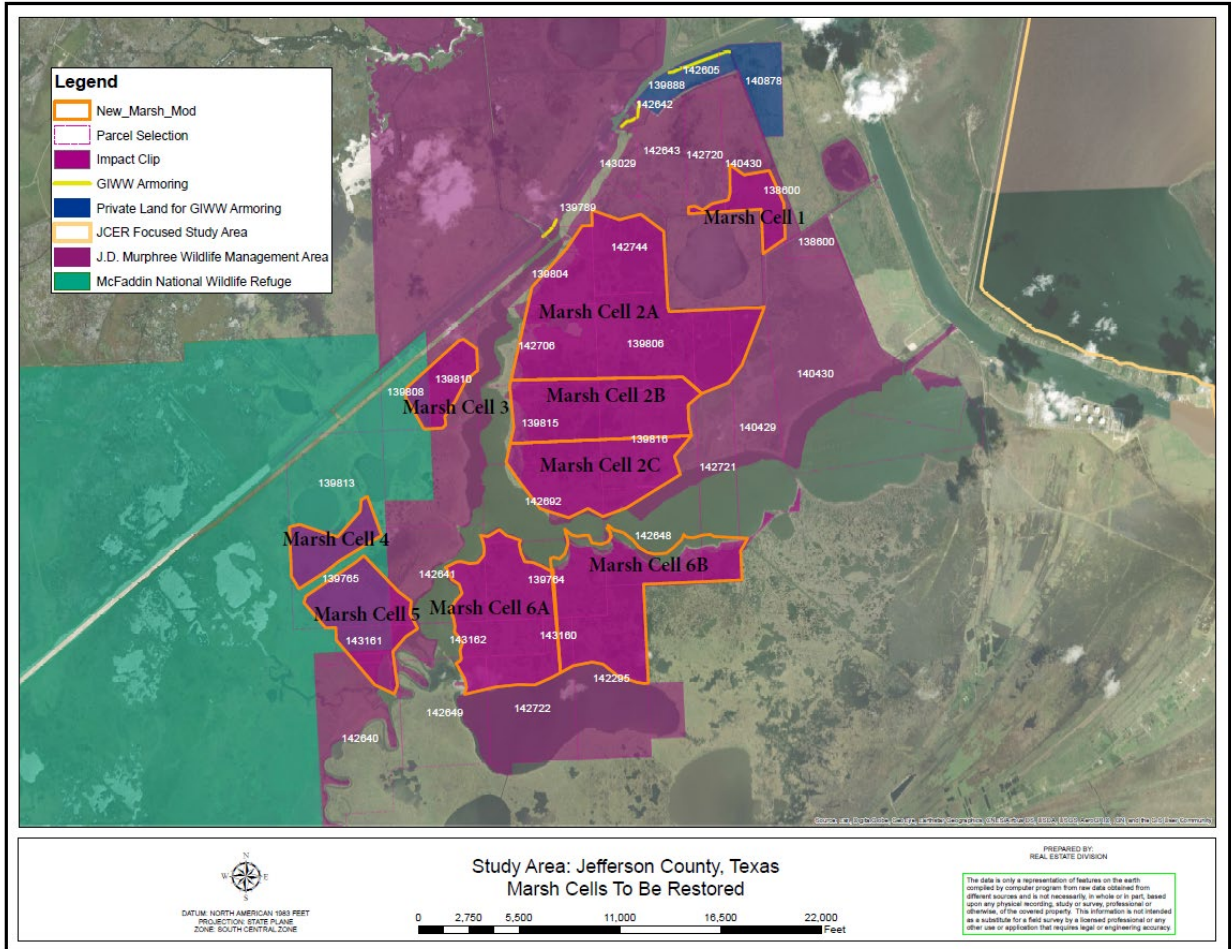 Legend
New_Marsh_Mod
Parcel Selection
Impact Clip
GIWW Armoring
Private Land for GIWW Armoring
JCER Focused Study Area
J.D. Murphree Wildlife Management Area
McFaddin National Wildlife Refuge
142605
139888
140878
142642
142643
142720
143029
140430
138600
Marsh Cell 1
139789
138600
142744
139804
Marsh Cell 2A
142706
139806
140430
139810
139808
Marsh Cell 3
Marsh Cell 2B
139815
139816
140429
Marsh Cell 2C
142721
139813
142692
Marsh Cell 4
142648
139765
142641
139764
Marsh Cell 6B
Marsh Cell 5
Marsh Cell 6A
143161
143162
143160
142295
142649
142722
142640
N
W E
S
DATUM: NORTH AMERICAN 1983 FEET
PROJECTION: STATE PLANE
ZONE: SOUTH CENTRAL ZONE
Study Area: Jefferson County, Texas
Marsh Cells To Be Restored
0 2,750 5,500 11,000 16,500 22,000
Feet
PREPARED BY:
REAL ESTATE DIVISION
The data is only a representation of features on the earth
compiled by computer program from raw data obtained from
different sources and is not necessarily, in whole or in part, based
upon any physical recording, study or survey, professional or
otherwise, of the covered property. This information is not intended
as a substitute for a field survey by a licensed professional or any
other use or application that requires legal or engineering accuracy.